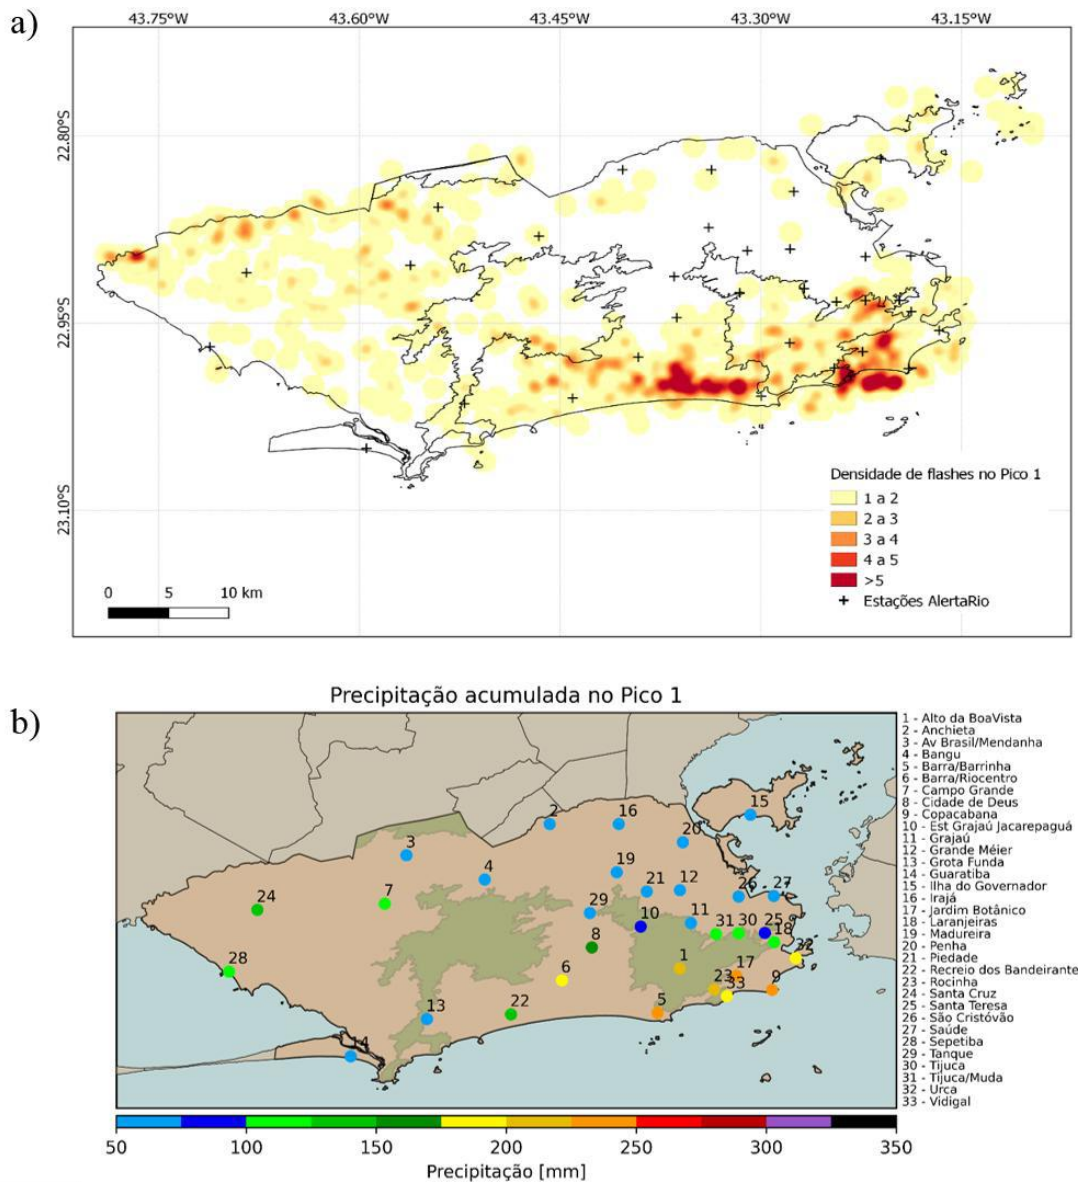 a)
43.75°W 43.60°W 43.45°W 43.30°W 43.15°W
22.80°S
22.95°S
23.10°S
Densidade de flashes no Pico 1
1 a 2
2 a 3
3 a 4
4 a 5
>5
+ Estações AlertaRio
0 5 10 km
b)
Precipitação acumulada no Pico 1
1 - Alto da BoaVista
2 - Anchieta
3 - Av Brasil/Mendanha
4 - Bangu
5 - Barra/Barrinha
6 - Barra/Riocentro
7 - Campo Grande
8 - Cidade de Deus
9 - Copacabana
10 - Est Grajaú Jacarepaguá
11 - Grajaú
12 - Grande Méier
13 - Grota Funda
14 - Guaratiba
15 - Ilha do Governador
16 - Irajá
17 - Jardim Botânico
18 - Laranjeiras
19 - Madureira
20 - Penha
21 - Piedade
22 - Recreio dos Bandeirante
23 - Rocinha
24 - Santa Cruz
25 - Santa Teresa
26 - São Cristóvão
27 - Saúde
28 - Sepetiba
29 - Tanque
30 - Tijuca
31 - Tijuca/Muda
32 - Urca
33 - Vidigal
15
2 16
20
3
19
4 21 12
26 27
24 7 29
10 11 31 30 25
18
8
32
28 1
6 17
23 33 9
5
22
13
14
50 100 150 200 250 300 350
Precipitação [mm]